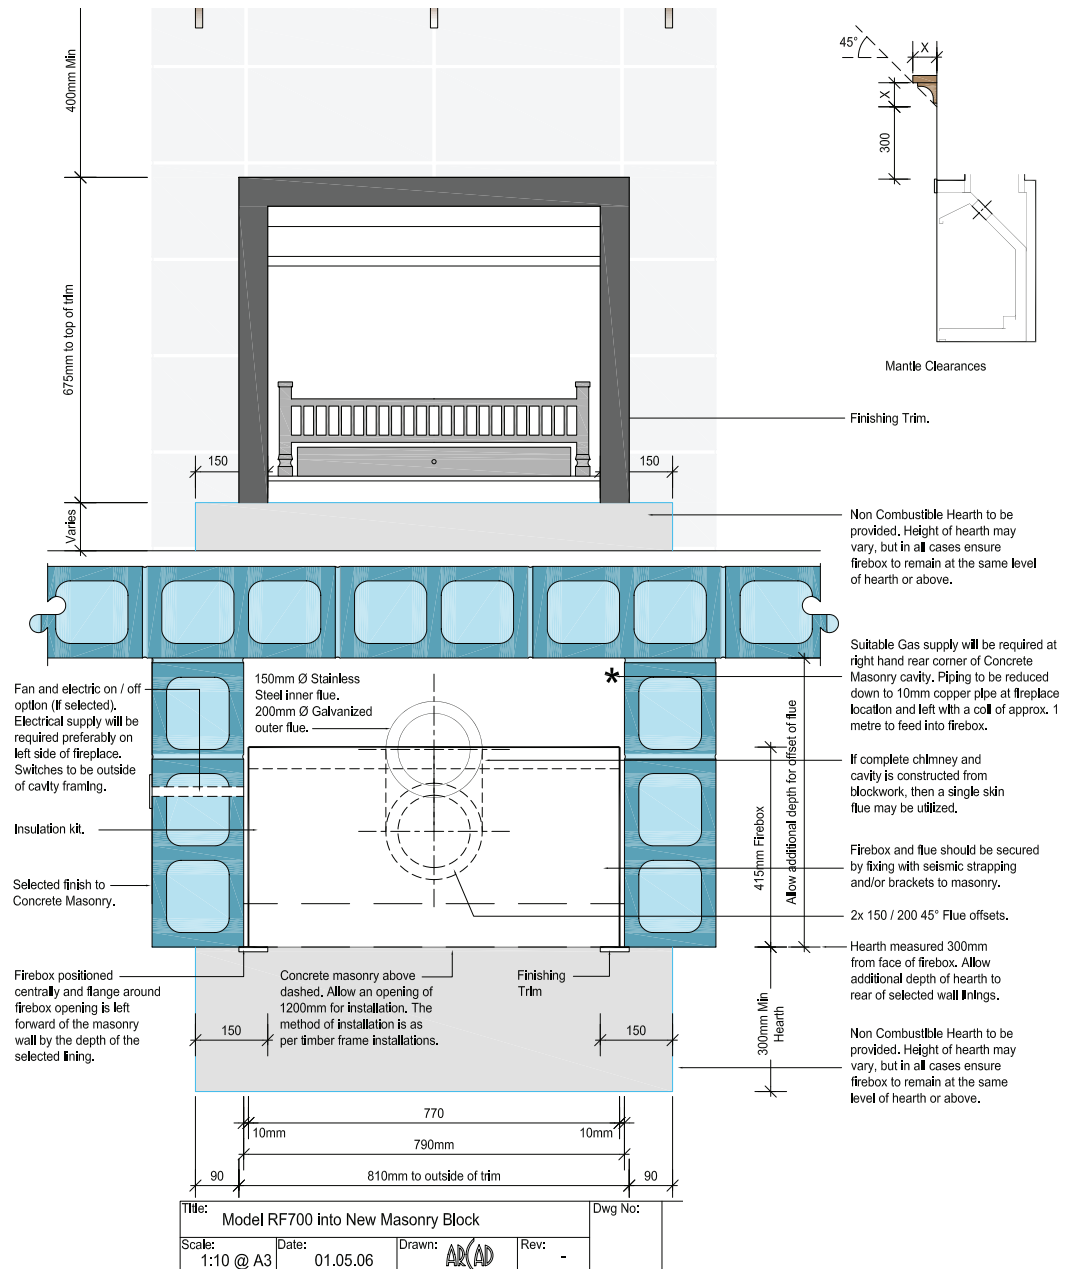 400mm Min
675mm to top of trim
Varies
150
150
45°
X
X
300
Mantle Clearances
Finishing Trim.
Non Combustible Hearth to be
provided. Height of hearth may
vary, but in all cases ensure
firebox to remain at the same level
of hearth or above.
Suitable Gas supply will be required at
right hand rear corner of Concrete
Masonry cavity. Piping to be reduced
down to 10mm copper pipe at fireplace
location and left with a coil of approx. 1
metre to feed into firebox.
If complete chimney and
cavity is constructed from
blockwork, then a single skin
flue may be utilized.
Firebox and flue should be secured
by fixing with seismic strapping
and/or brackets to masonry.
2x 150 / 200 45° Flue offsets.
Hearth measured 300mm
from face of firebox. Allow
additional depth of hearth to
rear of selected wall linings.
Non Combustible Hearth to be
provided. Height of hearth may
vary, but in all cases ensure
firebox to remain at the same
level of hearth or above.
Fan and electric on / off
option (If selected).
Electrical supply will be
required preferably on
left side of fireplace.
Switches to be outside
of cavity framing.
Insulation kit.
Selected finish to
Concrete Masonry.
Firebox positioned
centrally and flange around
firebox opening is left
forward of the masonry
wall by the depth of the
selected lining.
150mm Ø Stainless
Steel inner flue.
200mm Ø Galvanized
outer flue.
*
415mm Firebox
Allow additional depth for offset of flue
300mm Min
Hearth
Concrete masonry above
dashed. Allow an opening of
1200mm for installation. The
method of installation is as
per timber frame installations.
Finishing
Trim
150
150
770
10mm
10mm
790mm
90
810mm to outside of trim
90
Title:
Model RF700 into New Masonry Block
Dwg No:
Scale:
1:10 @ A3
Date:
01.05.06
Drawn:
ARCAD
Rev:
-